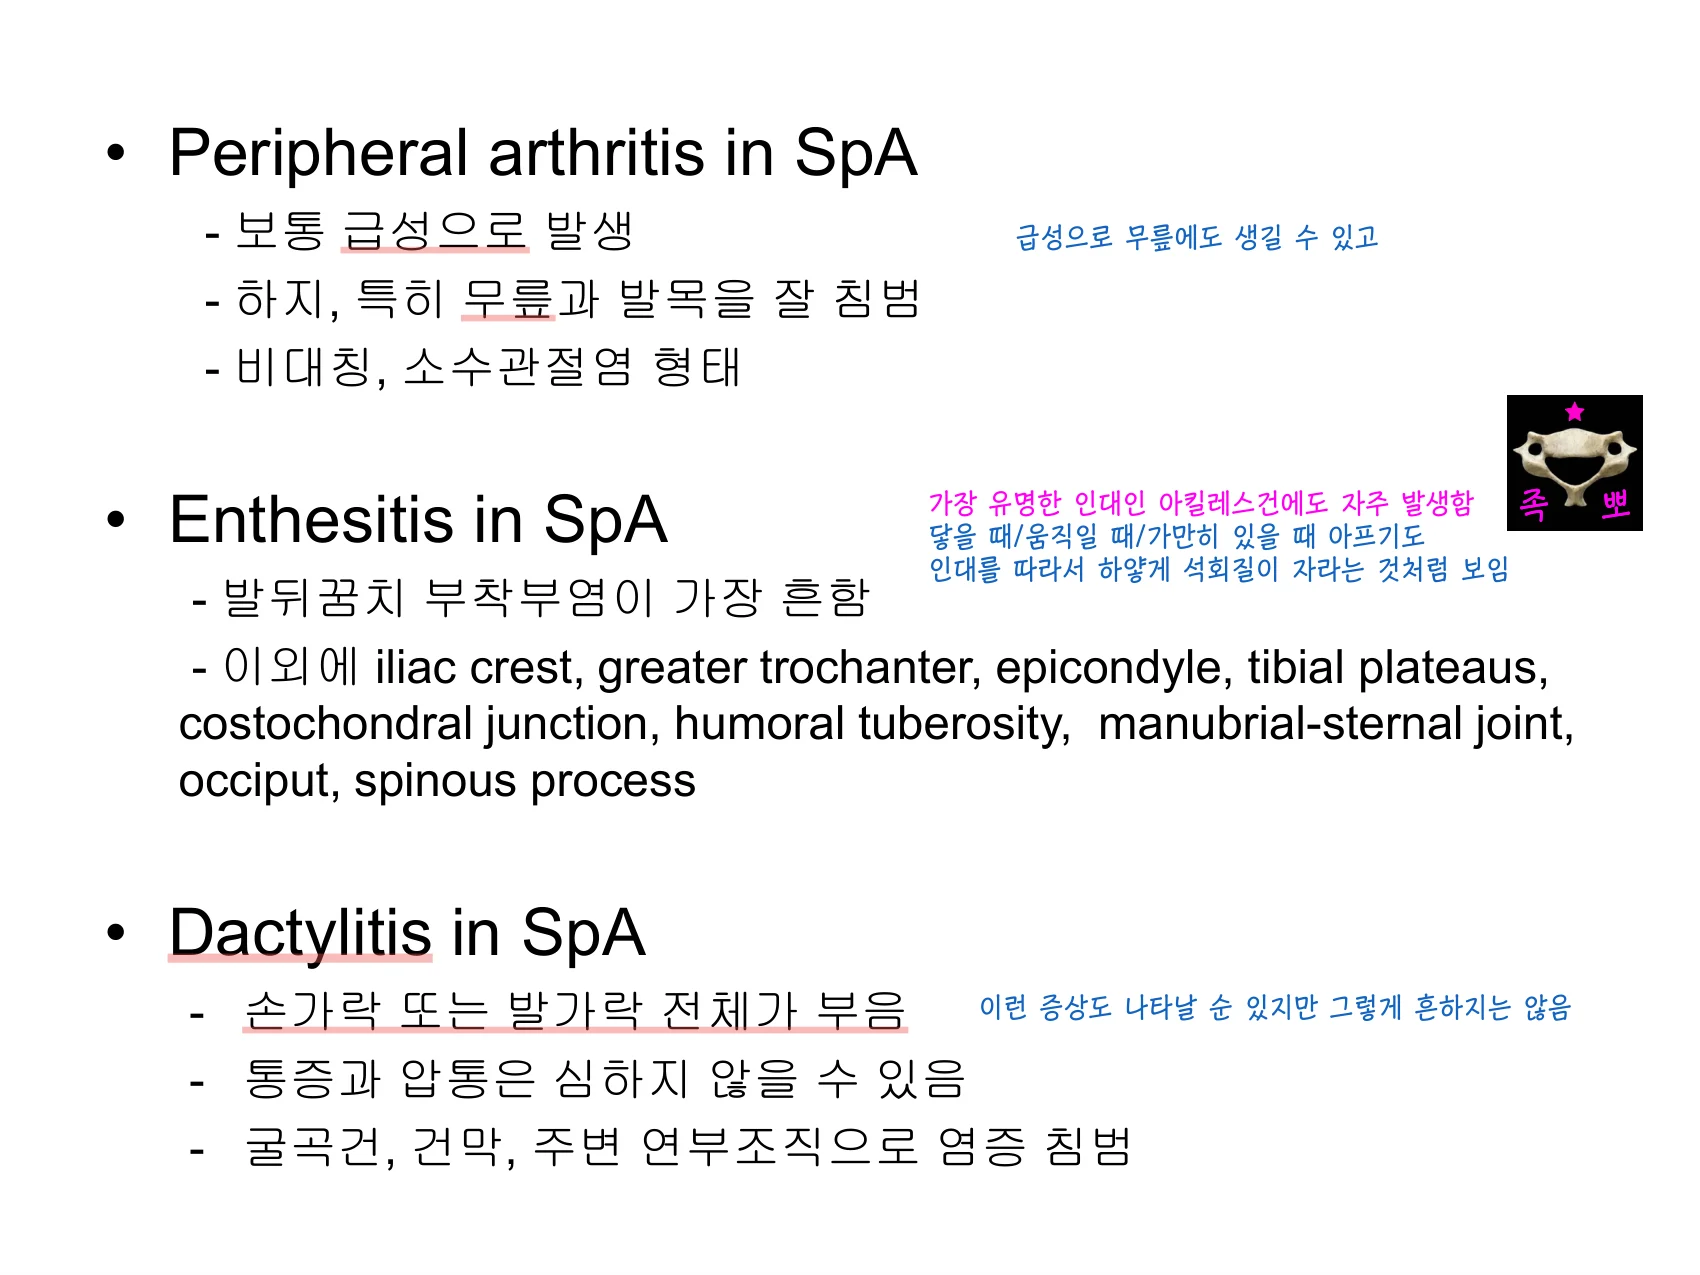 • Peripheral arthritis in SpA
- 보통 급성으로 발생
급성으로 무릎에도 생길 수 있고
- 하지, 특히 무릎과 발목을 잘 침범
- 비대칭, 소수관절염 형태
• Enthesitis in SpA
가장 유명한 인대인 아킬레스건에도 자주 발생함
닿을 때/움직일 때/가만히 있을 때 아프기도
인대를 따라서 하얗게 석회질이 자라는 것처럼 보임
★
족 뽀
- 발뒤꿈치 부착부염이 가장 흔함
- 이외에 iliac crest, greater trochanter, epicondyle, tibial plateaus,
costochondral junction, humoral tuberosity, manubrial-sternal joint,
occiput, spinous process
• Dactylitis in SpA
- 손가락 또는 발가락 전체가 부음
이런 증상도 나타날 순 있지만 그렇게 흔하지는 않음
- 통증과 압통은 심하지 않을 수 있음
- 굴곡건, 건막, 주변 연부조직으로 염증 침범